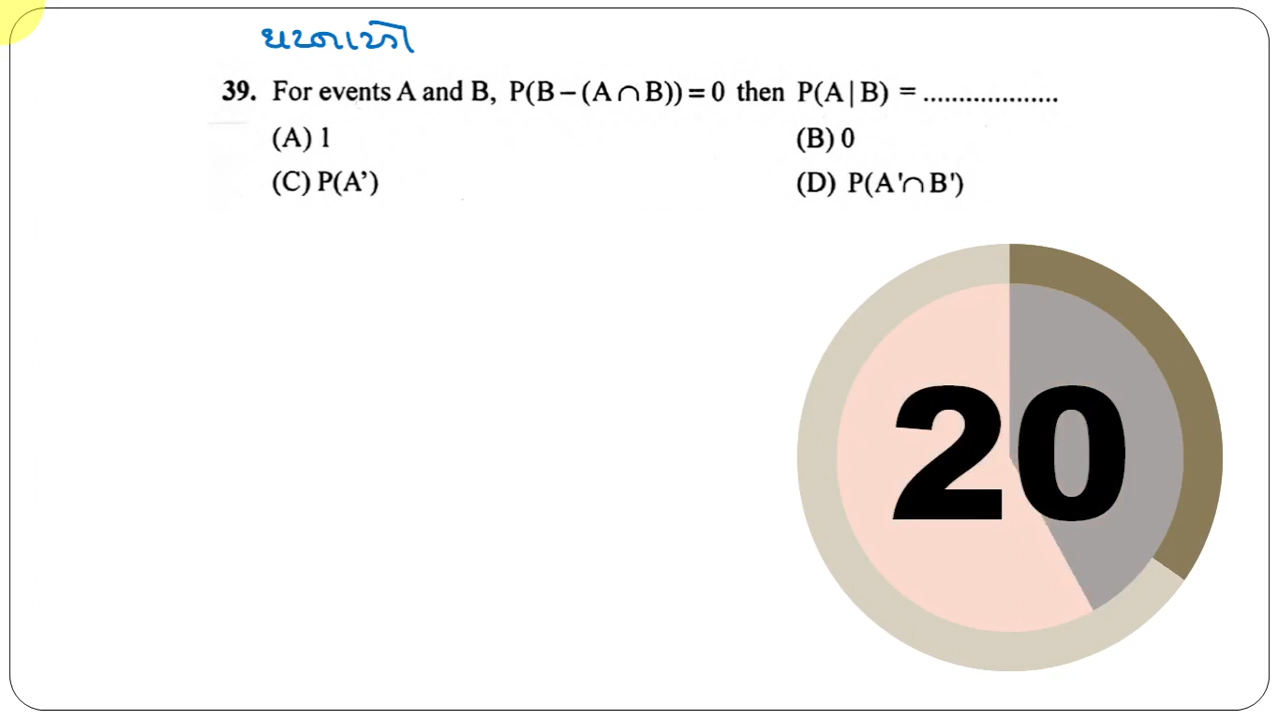 ઘટનાઓ
39. For events A and B, P(B – (A ∩ B)) = 0 then P(A | B) = ...................
(A) 1 (B) 0
(C) P(A’) (D) P(A'∩ B')
20